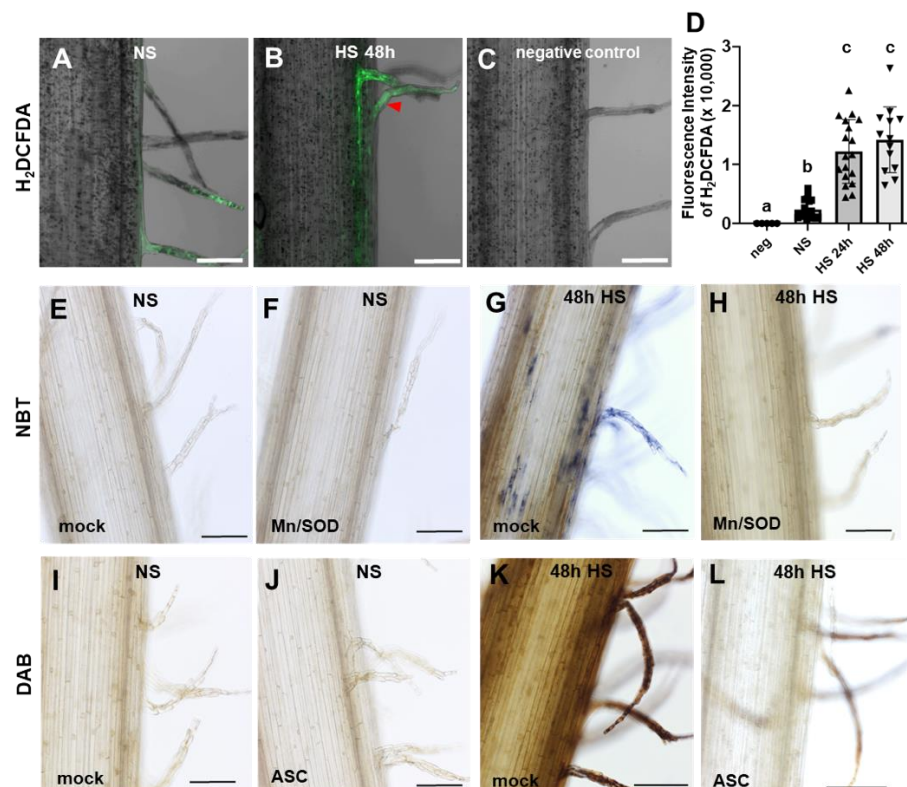 A
NS
B
HS 48h
C
negative control
H₂DCFDA
D
Fluorescence Intensity
of H₂DCFDA (x 10,000)
3
2
1
0
a
b
c
c
neg
NS
HS 24h
HS 48h
E
NS
F
NS
G
48h HS
H
48h HS
NBT
mock
Mn/SOD
mock
Mn/SOD
I
NS
J
NS
K
48h HS
L
48h HS
DAB
mock
ASC
mock
ASC